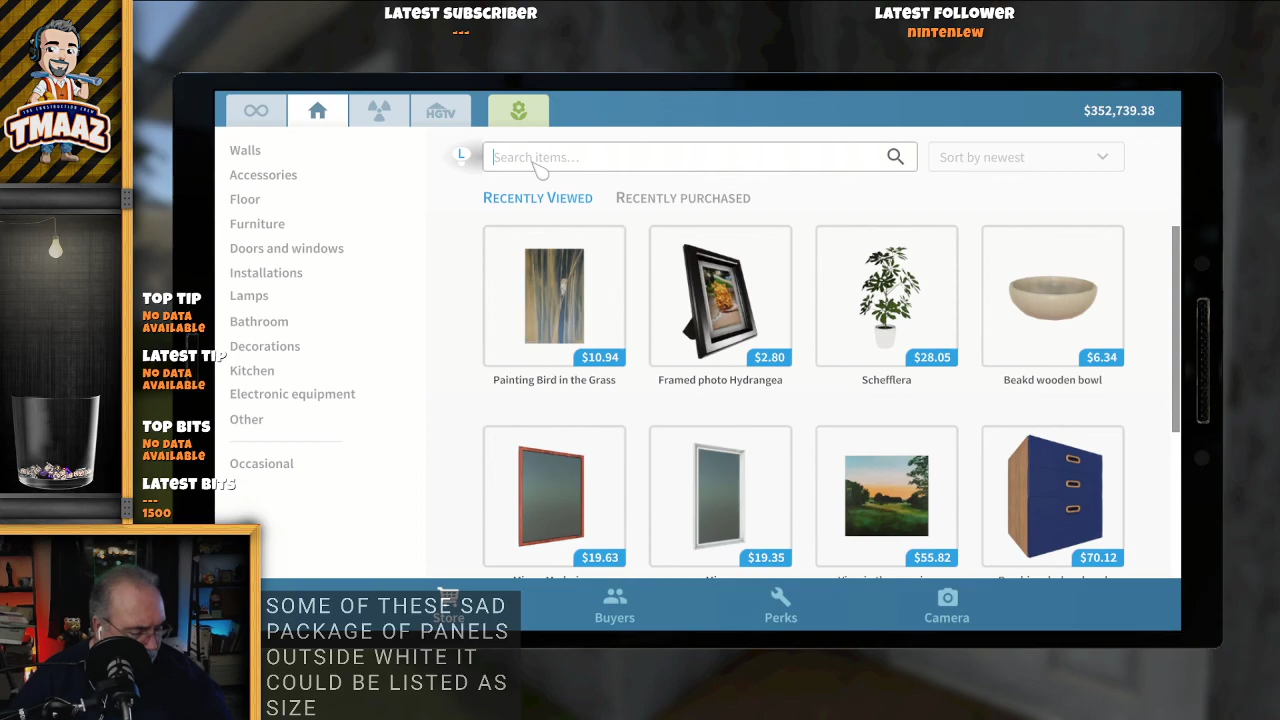 LATEST SUBSCRIBER
---
LATEST FOLLOWER
NINTENLEW
THE CONSTRUCTION CREW
TMAAZ
HGTV
$352,739.38
Walls
Accessories
Floor
Furniture
Doors and windows
Installations
Lamps
Bathroom
Decorations
Kitchen
Electronic equipment
Other
Occasional
L
Search items...
Sort by newest
RECENTLY VIEWED
RECENTLY PURCHASED
$10.94
$2.80
$28.05
$6.34
Painting Bird in the Grass
Framed photo Hydrangea
Schefflera
Beakd wooden bowl
$19.63
$19.35
$55.82
$70.12
TOP TIP
NO DATA
AVAILABLE
LATEST TIP
NO DATA
AVAILABLE
TOP BITS
NO DATA
AVAILABLE
LATEST BITS
---
1500
Store
Buyers
Perks
Camera
SOME OF THESE SAD
PACKAGE OF PANELS
OUTSIDE WHITE IT
COULD BE LISTED AS
SIZE